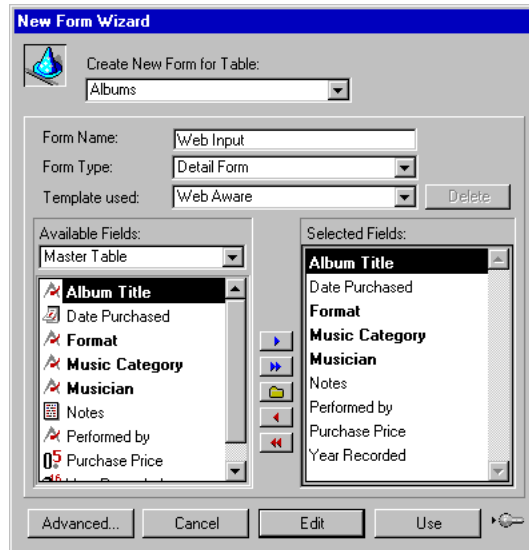 New Form Wizard
Create New Form for Table:
Albums
Form Name:
Web Input
Form Type:
Detail Form
Template used:
Web Aware
Delete
Available Fields:
Master Table
Album Title
Date Purchased
Format
Music Category
Musician
Notes
Performed by
Purchase Price
Selected Fields:
Album Title
Date Purchased
Format
Music Category
Musician
Notes
Performed by
Purchase Price
Year Recorded
Advanced...
Cancel
Edit
Use